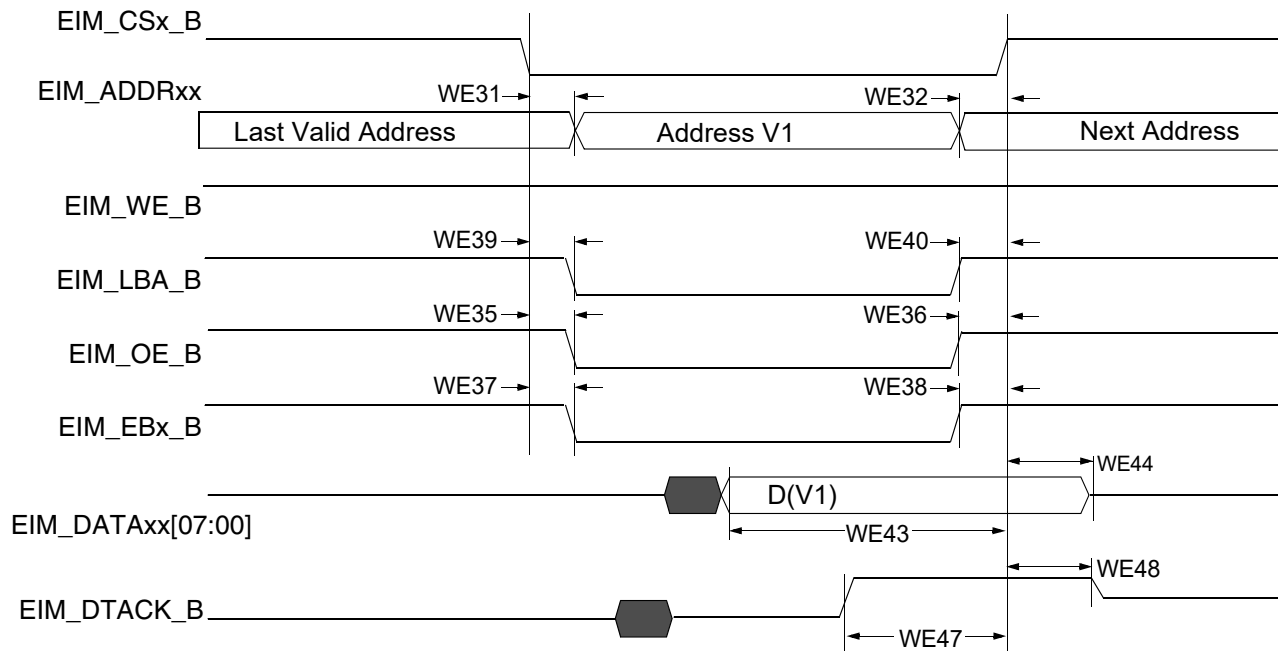 EIM_CSx_B
EIM_ADDRxx
WE31
WE32
Last Valid Address
Address V1
Next Address
EIM_WE_B
WE39
WE40
EIM_LBA_B
WE35
WE36
EIM_OE_B
WE37
WE38
EIM_EBx_B
WE44
D(V1)
EIM_DATAxx[07:00]
WE43
WE48
EIM_DTACK_B
WE47